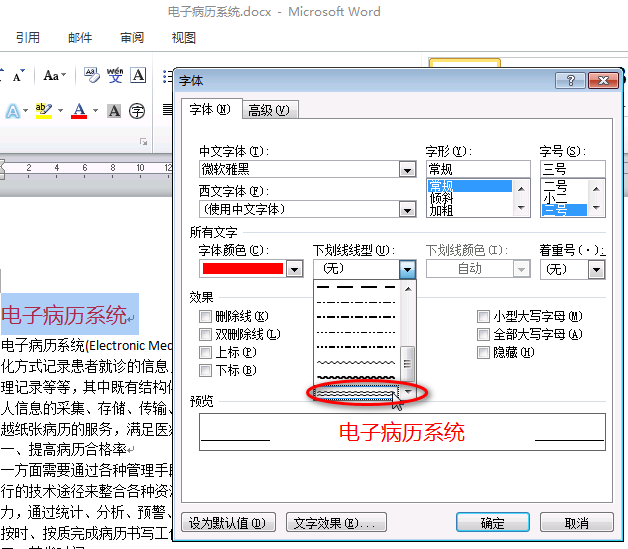 电子病历系统.docx - Microsoft Word
引用 邮件 审阅 视图
Aa
wén
A
字体
字体(N) 高级(V)
中文字体(T): 字形(Y): 字号(S):
微软雅黑 常规 三号
常规 二号
西文字体(F): 倾斜 小二
(使用中文字体) 加粗 三号
2 4 6 8 10 12
所有文字
字体颜色(C): 下划线线型(U): 下划线颜色(I): 着重号(·):
(无) 自动 (无)
效果
删除线(K) 小型大写字母(M)
双删除线(L) 全部大写字母(A)
上标(P) 隐藏(H)
下标(B)
预览
电子病历系统
设为默认值(D) 文字效果(E)... 确定 取消
电子病历系统
电子病历系统(Electronic Med
化方式记录患者就诊的信息
理记录等等，其中既有结构
人信息的采集、存储、传输、
越纸张病历的服务，满足医
一、提高病历合格率
一方面需要通过各种管理手
行的技术途径来整合各种资
力，通过统计、分析、预警、
按时、按质完成病历书写工